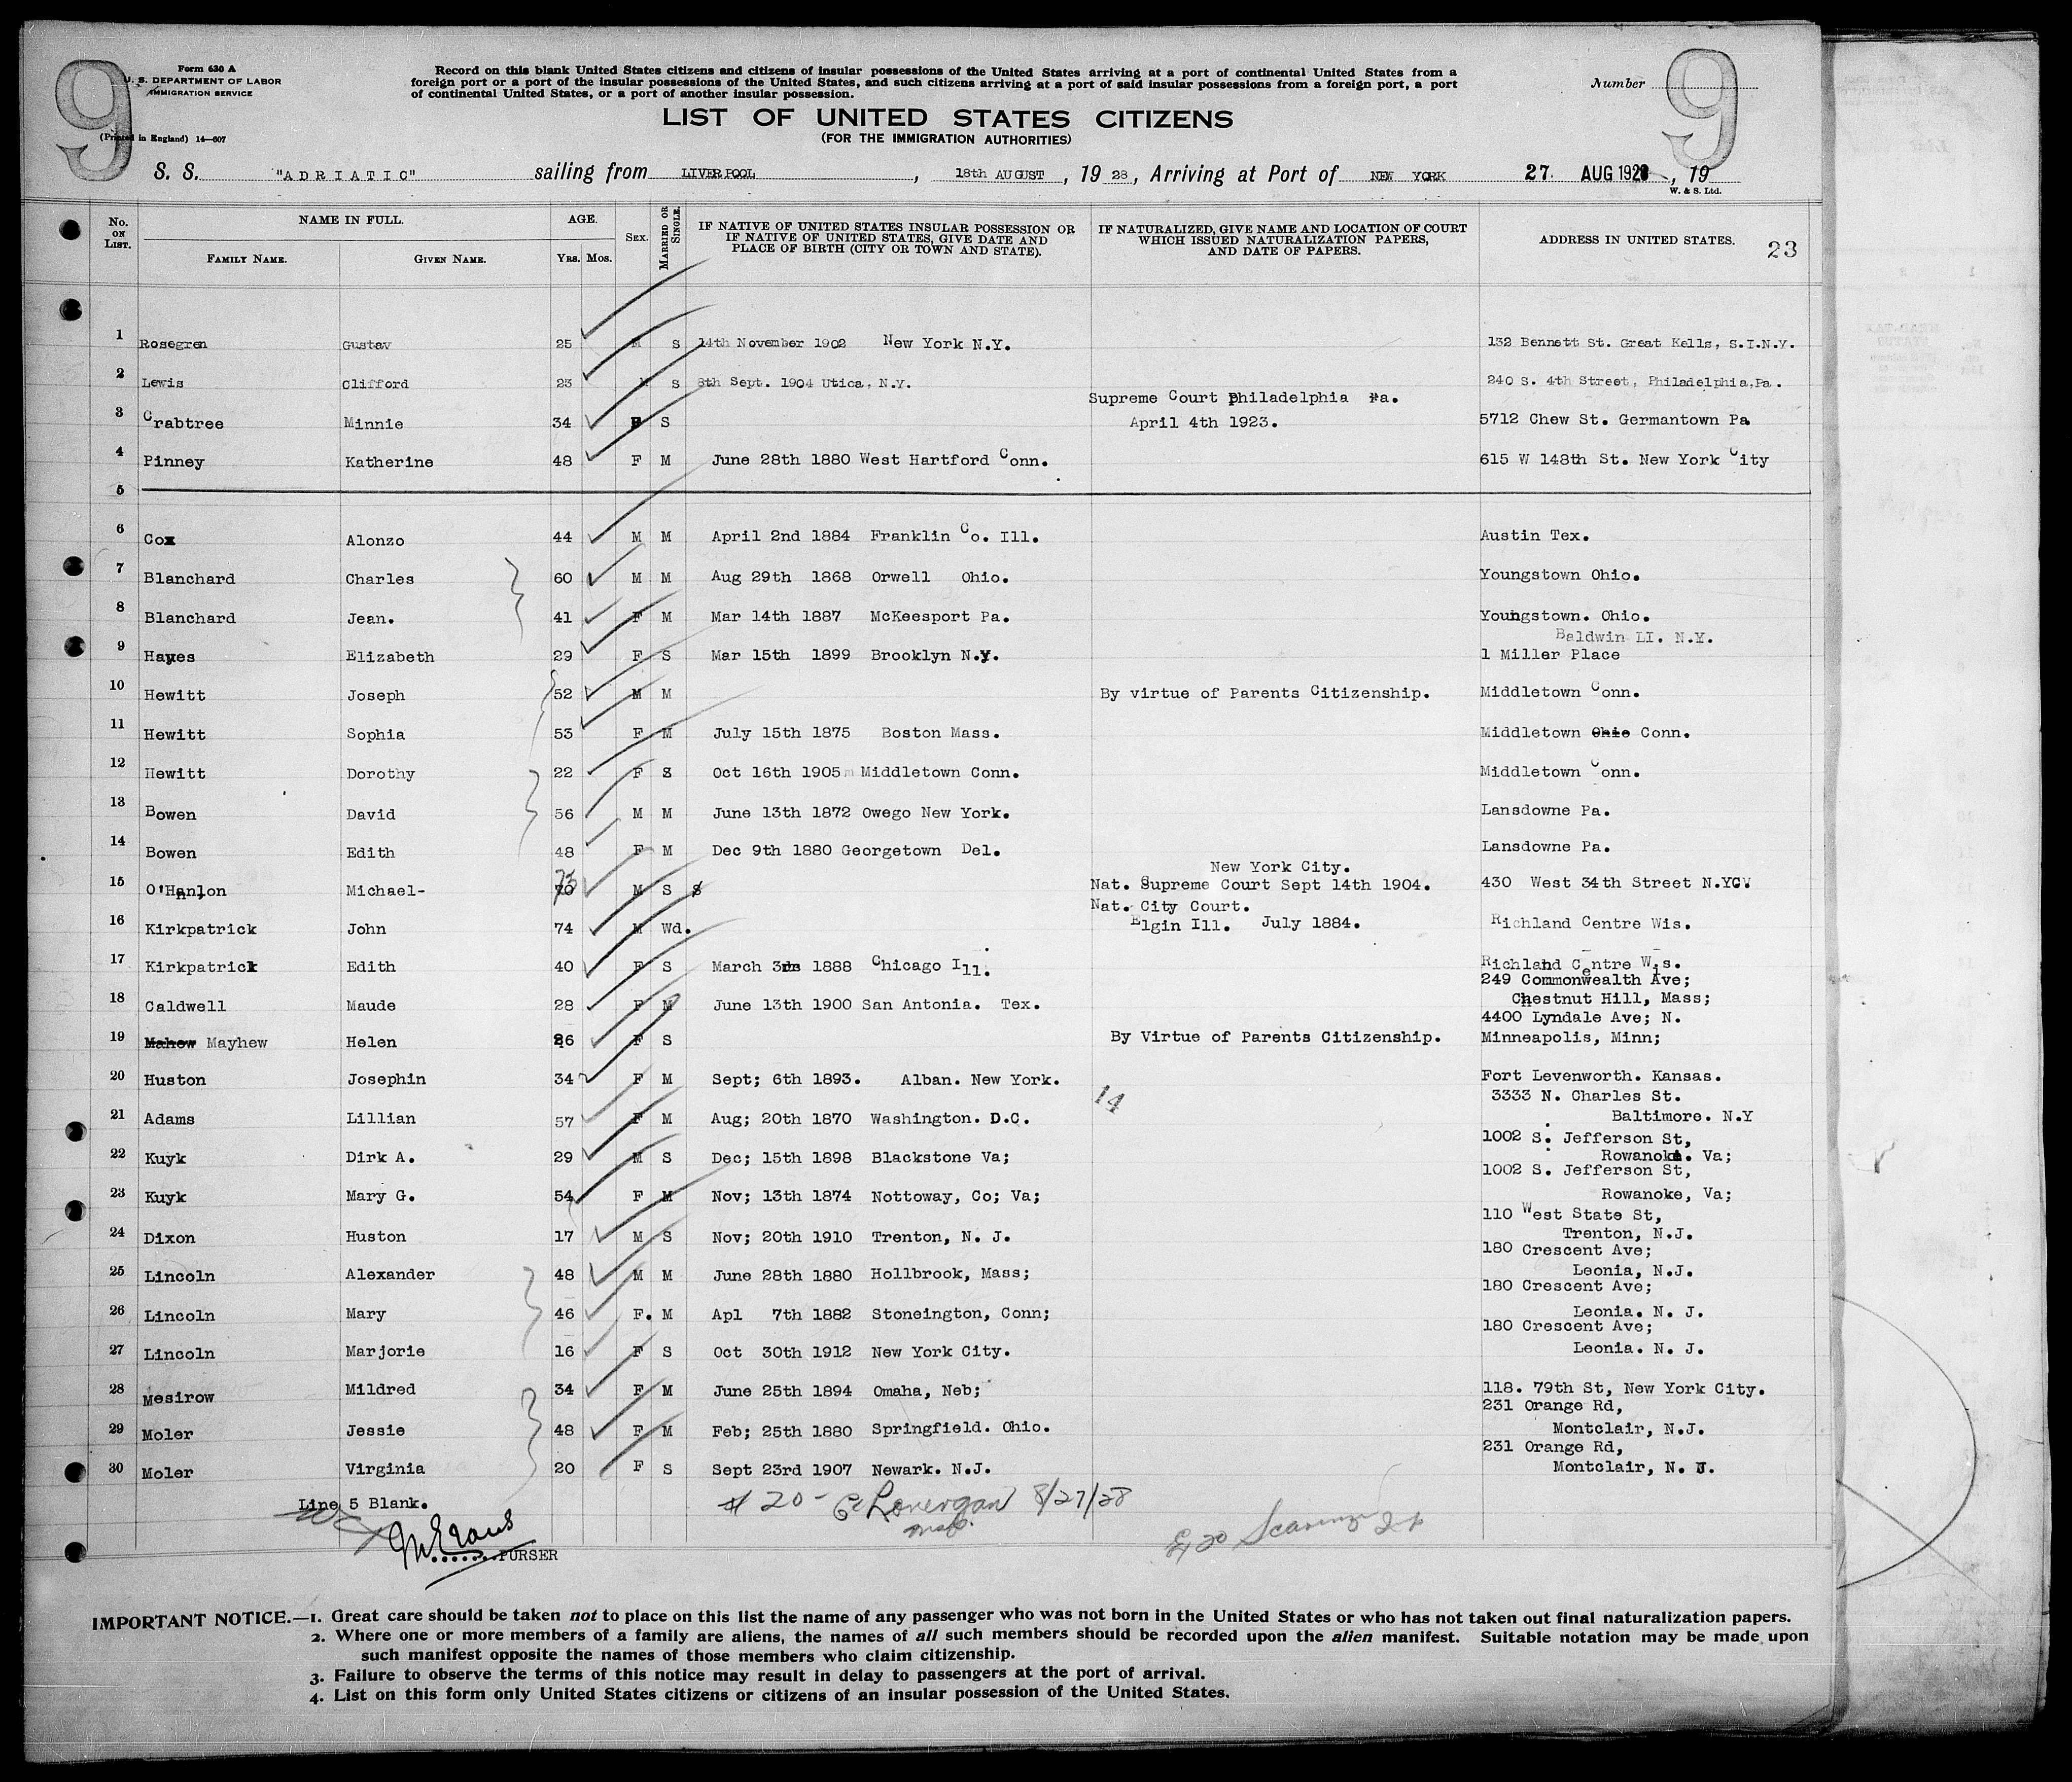 9
Form 630 A
U. S. DEPARTMENT OF LABOR
IMMIGRATION SERVICE
(Printed in England) 14—607
Record on this blank United States citizens and citizens of insular possessions of the United States arriving at a port of continental United States from a
foreign port or a port of the insular possessions of the United States, and such citizens arriving at a port of said insular possessions from a foreign port, a port
of continental United States, or a port of another insular possession.
Number
9
LIST OF UNITED STATES CITIZENS
(FOR THE IMMIGRATION AUTHORITIES)
S. S. "ADRIATIC" sailing from LIVERPOOL, 18th AUGUST, 19 28, Arriving at Port of NEW YORK 27. AUG 1928, 19
W. & S. Ltd.
No. ON LIST. NAME IN FULL. FAMILY NAME. GIVEN NAME. AGE. YRS. MOS. SEX. MARRIED OR SINGLE. IF NATIVE OF UNITED STATES INSULAR POSSESSION OR IF NATIVE OF UNITED STATES, GIVE DATE AND PLACE OF BIRTH (CITY OR TOWN AND STATE). IF NATURALIZED, GIVE NAME AND LOCATION OF COURT WHICH ISSUED NATURALIZATION PAPERS, AND DATE OF PAPERS. ADDRESS IN UNITED STATES. 23
1 Rosegren Gustav 25 M S 14th November 1902 New York N.Y. 132 Bennett St. Great Kells, S.I.N.Y.
2 Lewis Clifford 23 M S 8th Sept. 1904 Utica, N.Y. 240 S. 4th Street, Philadelphia,Pa.
Supreme Court Philadelphia Pa.
3 Crabtree Minnie 34 F S April 4th 1923. 5712 Chew St. Germantown Pa
4 Pinney Katherine 48 F M June 28th 1880 West Hartford Conn. 615 W 148th St. New York City
5
6 Cox Alonzo 44 M M April 2nd 1884 Franklin Co. Ill. Austin Tex.
7 Blanchard Charles 60 M M Aug 29th 1868 Orwell Ohio. Youngstown Ohio.
8 Blanchard Jean. 41 F M Mar 14th 1887 McKeesport Pa. Youngstown. Ohio.
Baldwin LI. N.Y.
9 Hayes Elizabeth 29 F S Mar 15th 1899 Brooklyn N.Y. 1 Miller Place
10 Hewitt Joseph 52 M M By virtue of Parents Citizenship. Middletown Conn.
11 Hewitt Sophia 53 F M July 15th 1875 Boston Mass. Middletown Ohio Conn.
12 Hewitt Dorothy 22 F S Oct 16th 1905 Middletown Conn. Middletown Conn.
13 Bowen David 56 M M June 13th 1872 Owego New York. Lansdowne Pa.
14 Bowen Edith 48 F M Dec 9th 1880 Georgetown Del. Lansdowne Pa.
New York City.
15 O'Hanlon Michael- 70 73 M S S Nat. Supreme Court Sept 14th 1904. 430 West 34th Street N.YC.
Nat. City Court.
16 Kirkpatrick John 74 M Wd. Elgin Ill. July 1884. Richland Centre Wis.
17 Kirkpatrick Edith 40 F S March 3rd 1888 Chicago Ill. Richland Centre Wis.
249 Commonwealth Ave;
18 Caldwell Maude 28 F M June 13th 1900 San Antonia. Tex. Chestnut Hill, Mass;
4400 Lyndale Ave; N.
19 Mahew Mayhew Helen 26 F S By Virtue of Parents Citizenship. Minneapolis, Minn;
20 Huston Josephin 34 F M Sept; 6th 1893. Alban. New York. Fort Levenworth. Kansas.
14 3333 N. Charles St.
21 Adams Lillian 57 F M Aug; 20th 1870 Washington. D.C. Baltimore. N.Y
1002 S. Jefferson St,
22 Kuyk Dirk A. 29 M S Dec; 15th 1898 Blackstone Va; Rowanoke. Va;
1002 S. Jefferson St,
23 Kuyk Mary G. 54 F M Nov; 13th 1874 Nottoway, Co; Va; Rowanoke, Va;
110 West State St,
24 Dixon Huston 17 M S Nov; 20th 1910 Trenton, N. J. Trenton, N.J.
180 Crescent Ave;
25 Lincoln Alexander 48 M M June 28th 1880 Hollbrook, Mass; Leonia, N.J.
180 Crescent Ave;
26 Lincoln Mary 46 F. M Apl 7th 1882 Stoneington, Conn; Leonia. N. J.
180 Crescent Ave;
27 Lincoln Marjorie 16 F S Oct 30th 1912 New York City. Leonia. N. J.
28 Mesirow Mildred 34 F M June 25th 1894 Omaha, Neb; 118. 79th St, New York City.
231 Orange Rd,
29 Moler Jessie 48 F M Feb; 25th 1880 Springfield. Ohio. Montclair, N.J.
231 Orange Rd,
30 Moler Virginia 20 F S Sept 23rd 1907 Newark. N.J. Montclair, N. J.
Line 5 Blank.
# 20- Lonergan 8/27/28
PURSER
IMPORTANT NOTICE.—1. Great care should be taken not to place on this list the name of any passenger who was not born in the United States or who has not taken out final naturalization papers.
2. Where one or more members of a family are aliens, the names of all such members should be recorded upon the alien manifest. Suitable notation may be made upon
such manifest opposite the names of those members who claim citizenship.
3. Failure to observe the terms of this notice may result in delay to passengers at the port of arrival.
4. List on this form only United States citizens or citizens of an insular possession of the United States.